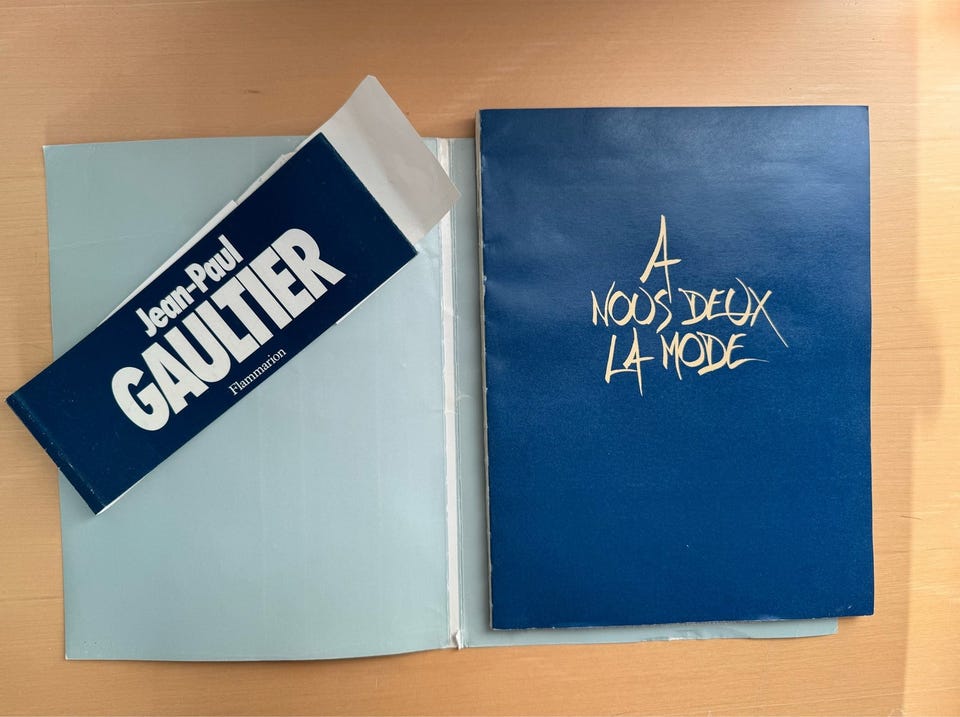 Jean-Paul
GAULTIER
Flammarion
A
NOUS DEUX
LA MODE